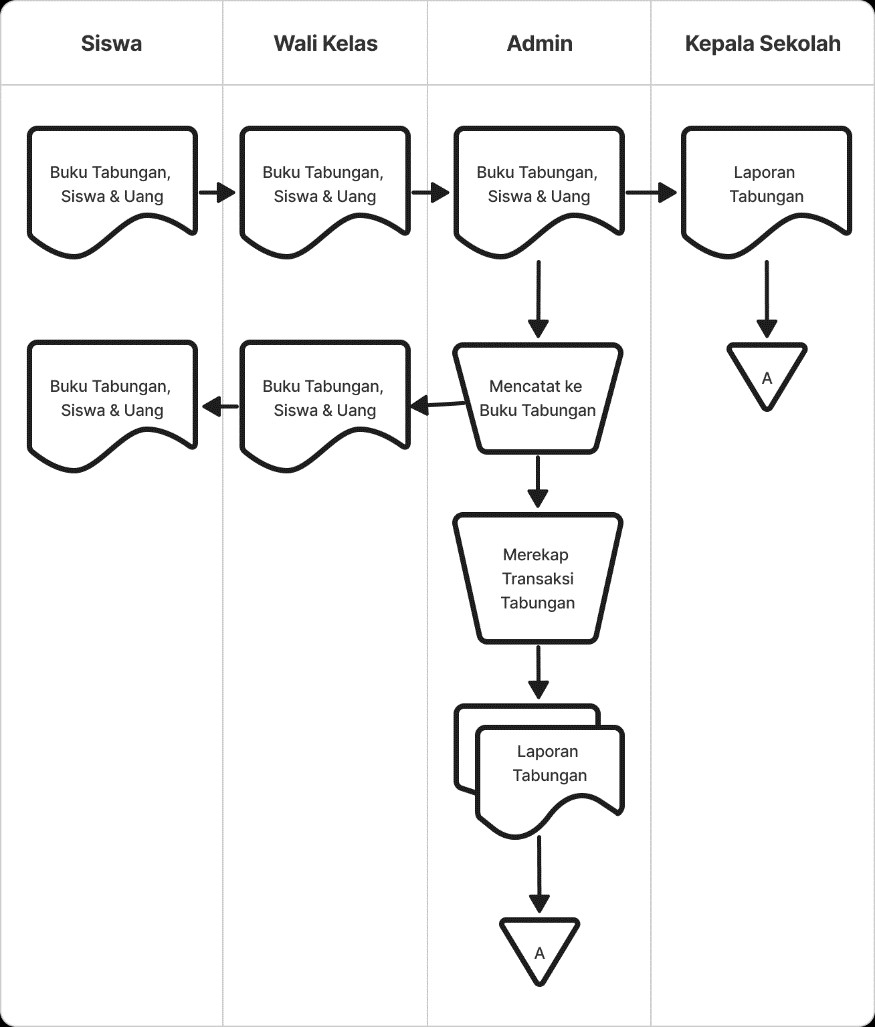 Siswa
Wali Kelas
Admin
Kepala Sekolah
Buku Tabungan,
Siswa & Uang
Buku Tabungan,
Siswa & Uang
Buku Tabungan,
Siswa & Uang
Laporan
Tabungan
Buku Tabungan,
Siswa & Uang
Buku Tabungan,
Siswa & Uang
Mencatat ke
Buku Tabungan
A
Merekap
Transaksi
Tabungan
Laporan
Tabungan
A